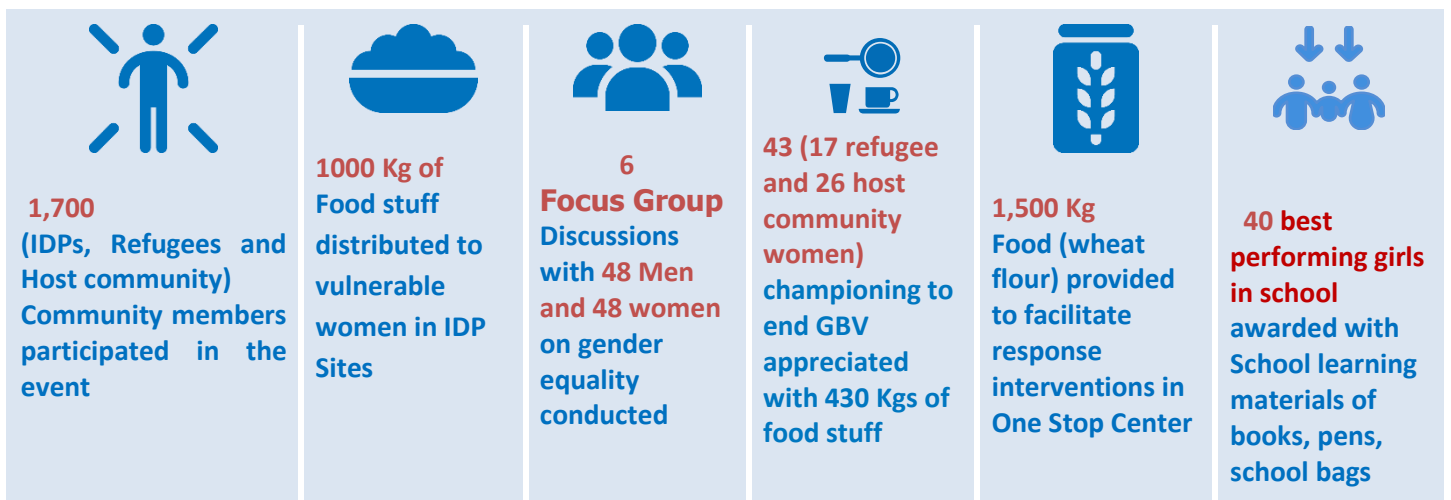 1,700
(IDPs, Refugees and
Host community)
Community members
participated in the
event
1000 Kg of
Food stuff
distributed to
vulnerable
women in IDP
Sites
6
Focus Group
Discussions
with 48 Men
and 48 women
on gender
equality
conducted
43 (17 refugee
and 26 host
community
women)
championing to
end GBV
appreciated
with 430 Kgs of
food stuff
1,500 Kg
Food (wheat
flour) provided
to facilitate
response
interventions in
One Stop Center
40 best
performing girls
in school
awarded with
School learning
materials of
books, pens,
school bags